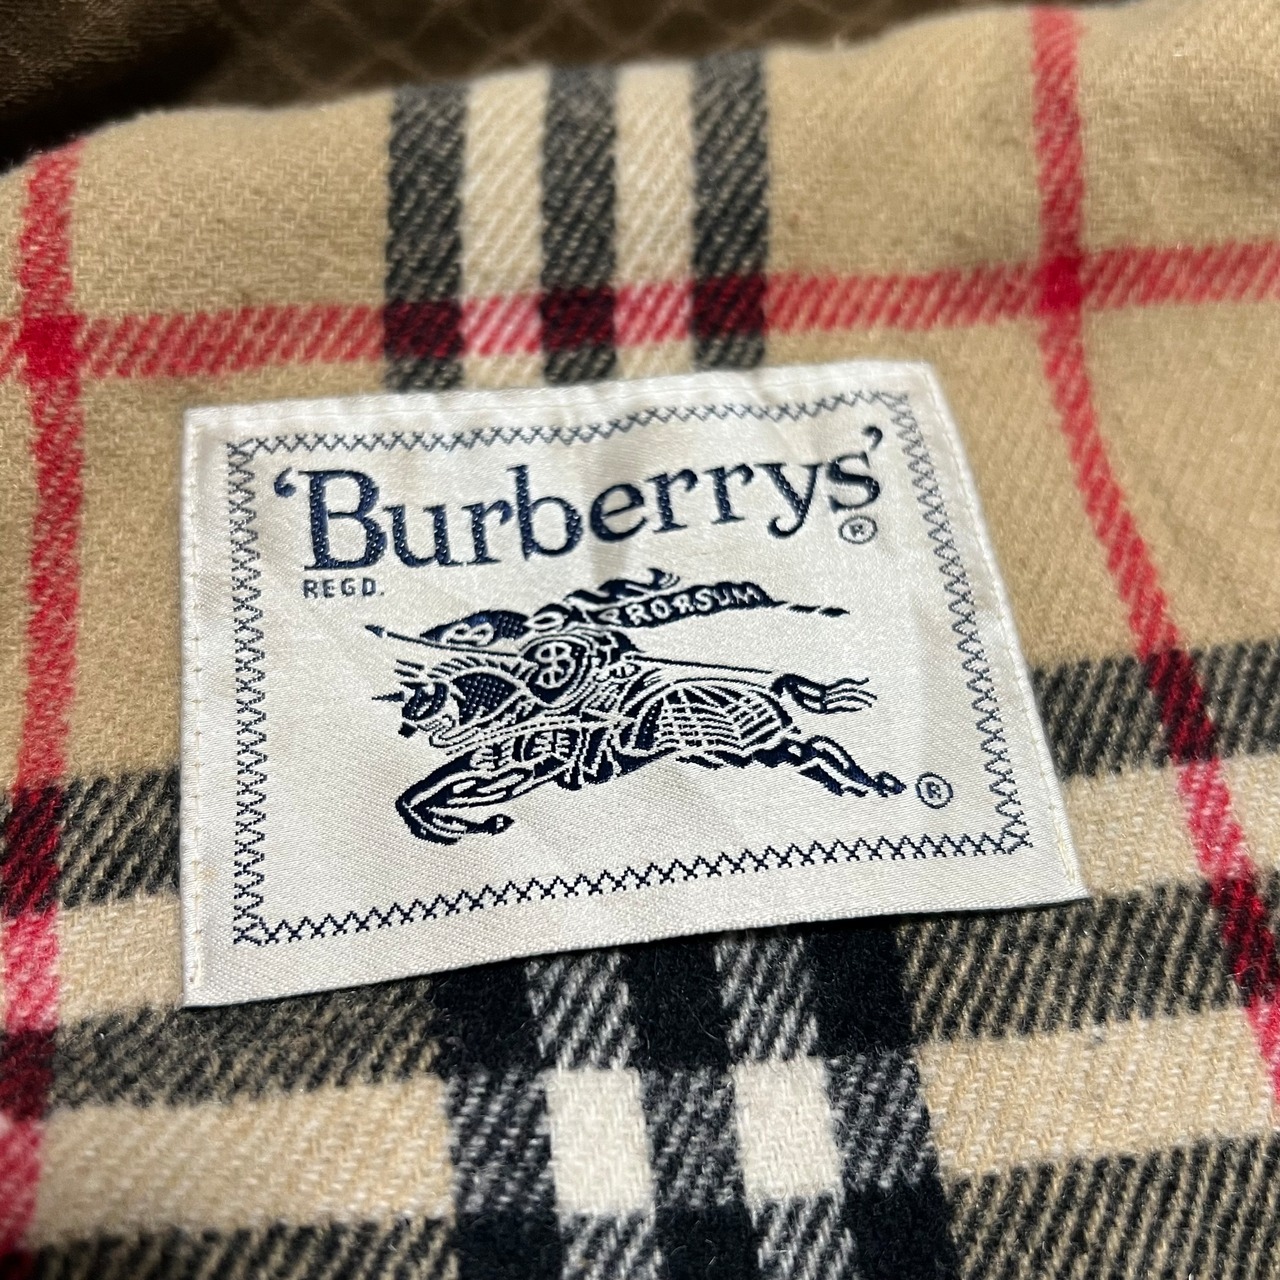 ‘Burberrys’®
REGD.
PRORSUM
B
B
®